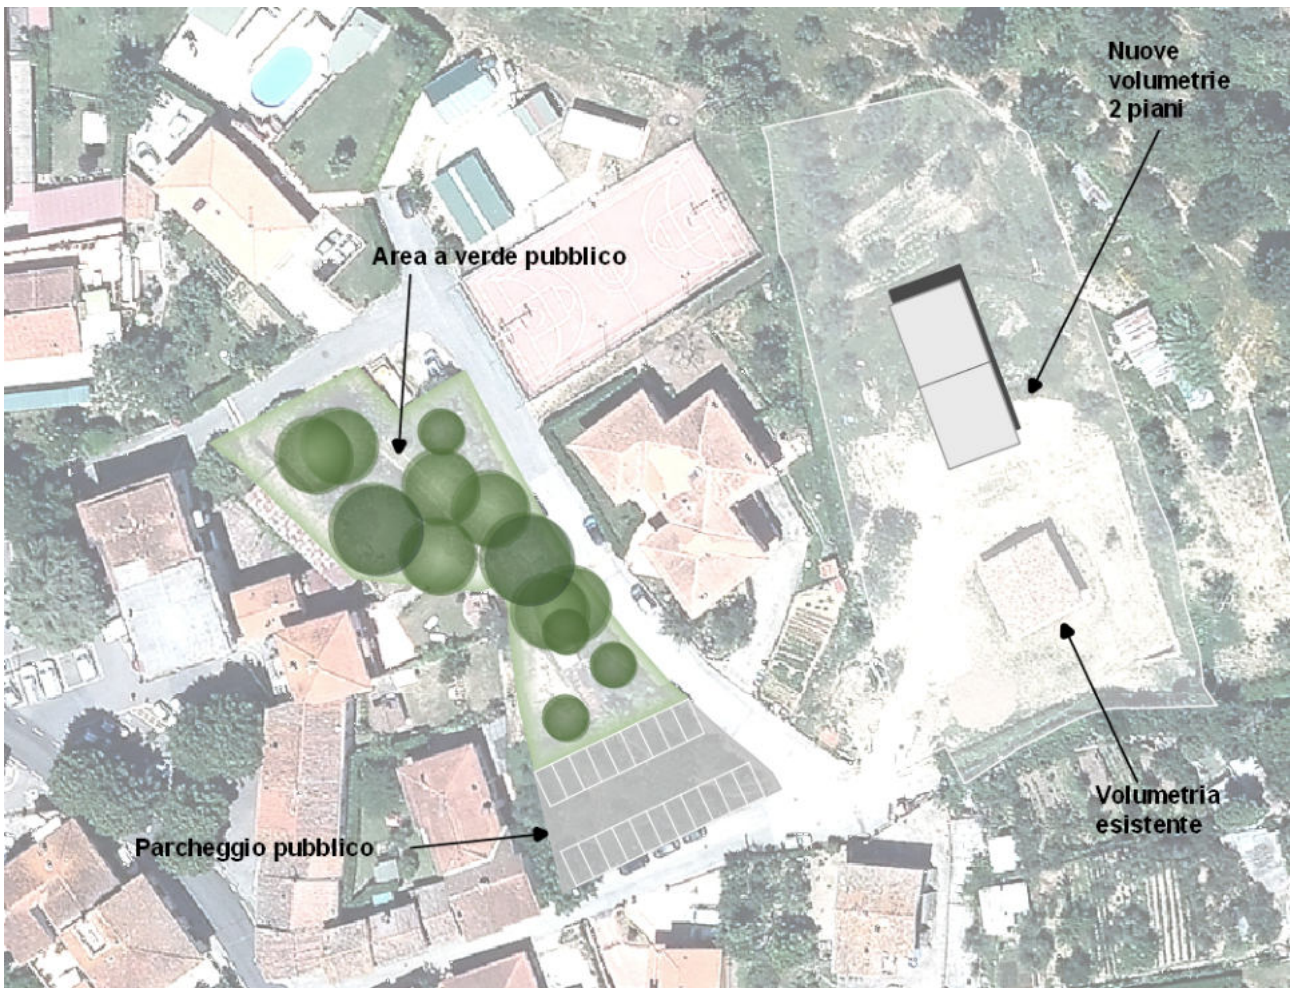 Nuove
volumetrie
2 piani
Area a verde pubblico
Volumetria
esistente
Parcheggio pubblico